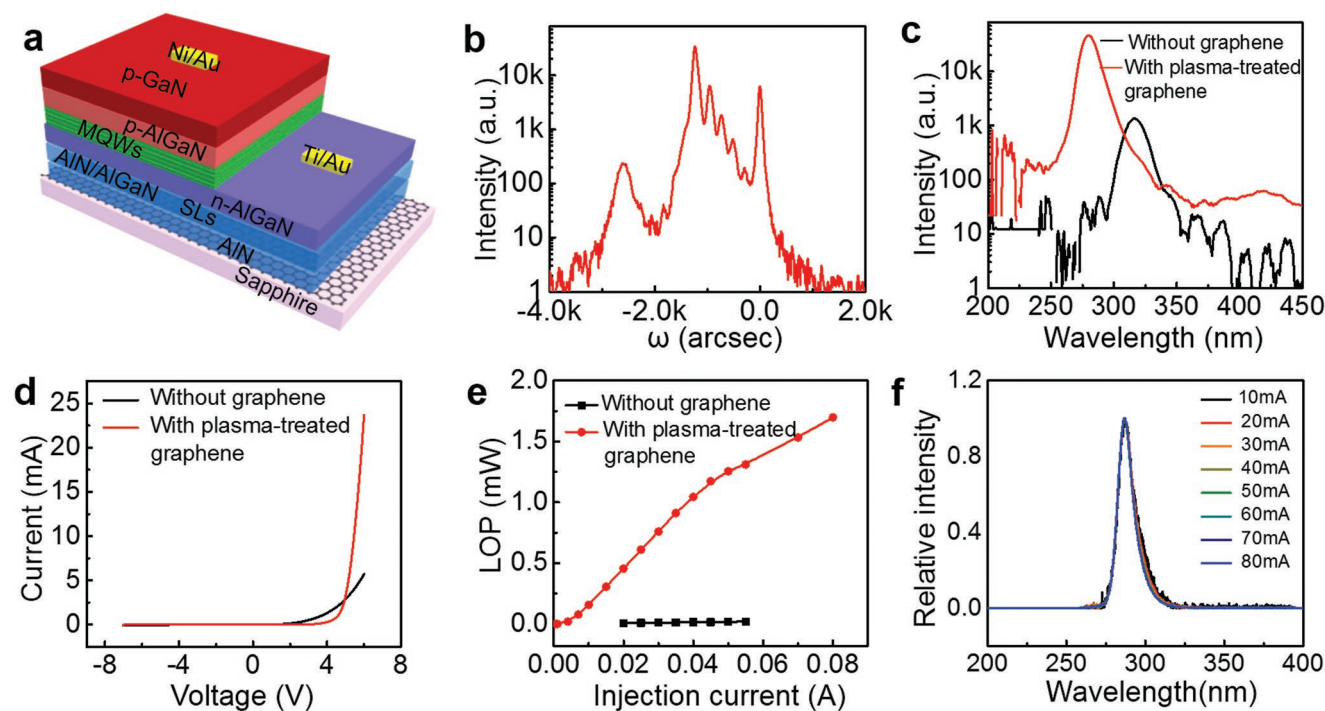 a
Ni/Au
p-GaN
p-AlGaN
MQWs
Ti/Au
n-AlGaN
AlN/AlGaN
SLs
AlN
Sapphire
b
Intensity (a.u.)
10k
1k
100
10
1
-4.0k -2.0k 0.0 2.0k
ω (arcsec)
c
Without graphene
With plasma-treated
graphene
Intensity (a.u.)
10k
1k
100
10
1
200 250 300 350 400 450
Wavelength (nm)
d
Without graphene
With plasma-treated
graphene
Current (mA)
25
20
15
10
5
0
-8 -4 0 4 8
Voltage (V)
e
Without graphene
With plasma-treated
graphene
LOP (mW)
2.0
1.5
1.0
0.5
0.0
0.00 0.02 0.04 0.06 0.08
Injection current (A)
f
10mA
20mA
30mA
40mA
50mA
60mA
70mA
80mA
Relative intensity
1.2
0.8
0.4
0.0
200 250 300 350 400
Wavelength(nm)